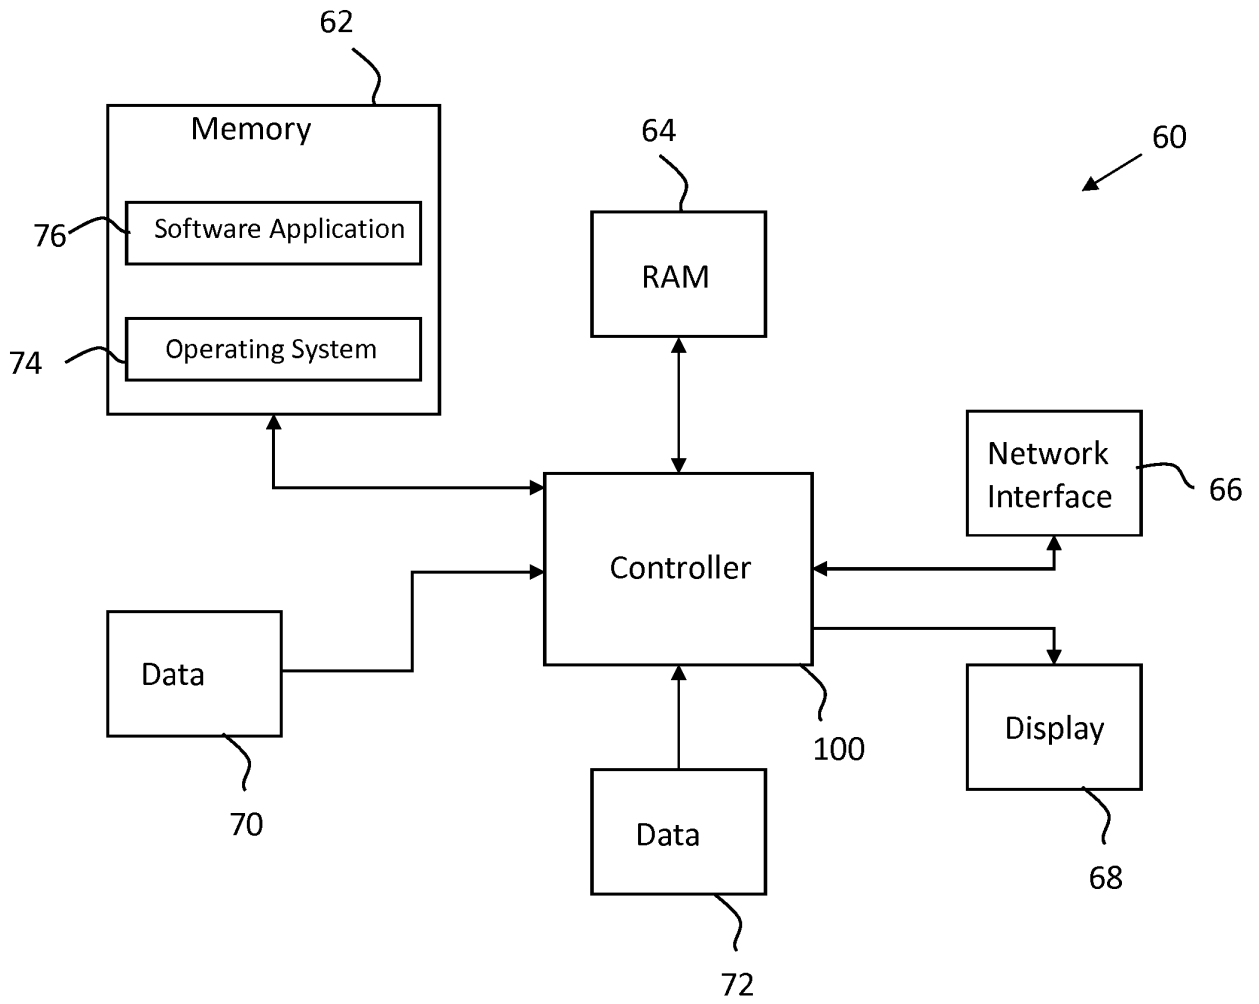 62
Memory
64
60
76
Software Application
RAM
74
Operating System
Network
Interface
66
Controller
Data
Display
100
70
Data
68
72